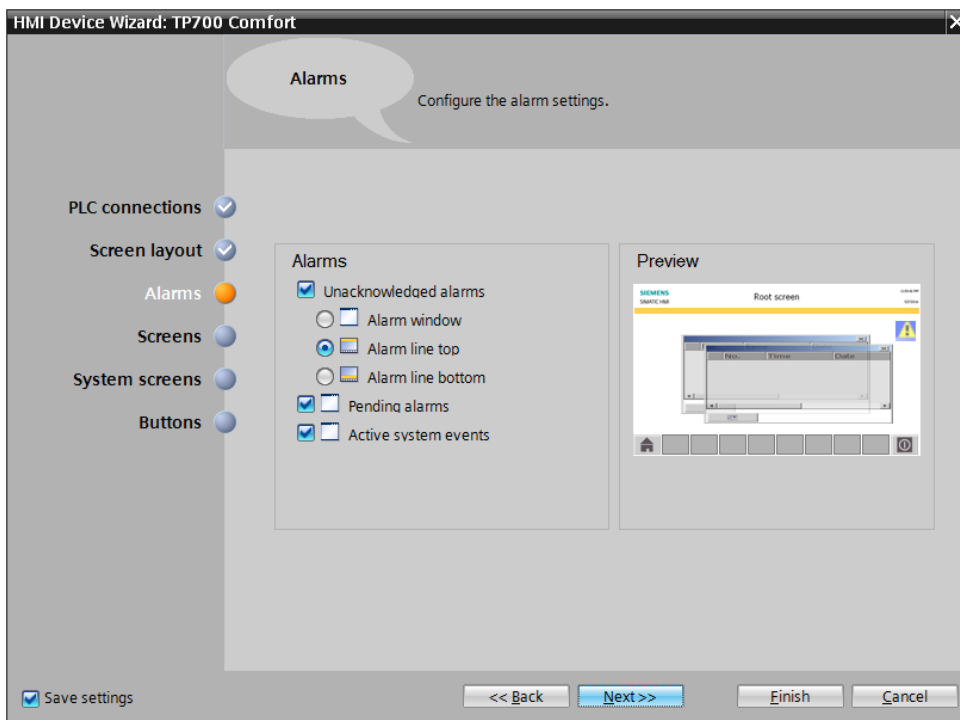 HMI Device Wizard: TP700 Comfort
Alarms
Configure the alarm settings.
PLC connections
Screen layout
Alarms
Screens
System screens
Buttons
Alarms
Unacknowledged alarms
Alarm window
Alarm line top
Alarm line bottom
Pending alarms
Active system events
Preview
SIEMENS
SIMATIC HMI
Root screen
No. Time Date
Save settings
<< Back
Next >>
Finish
Cancel